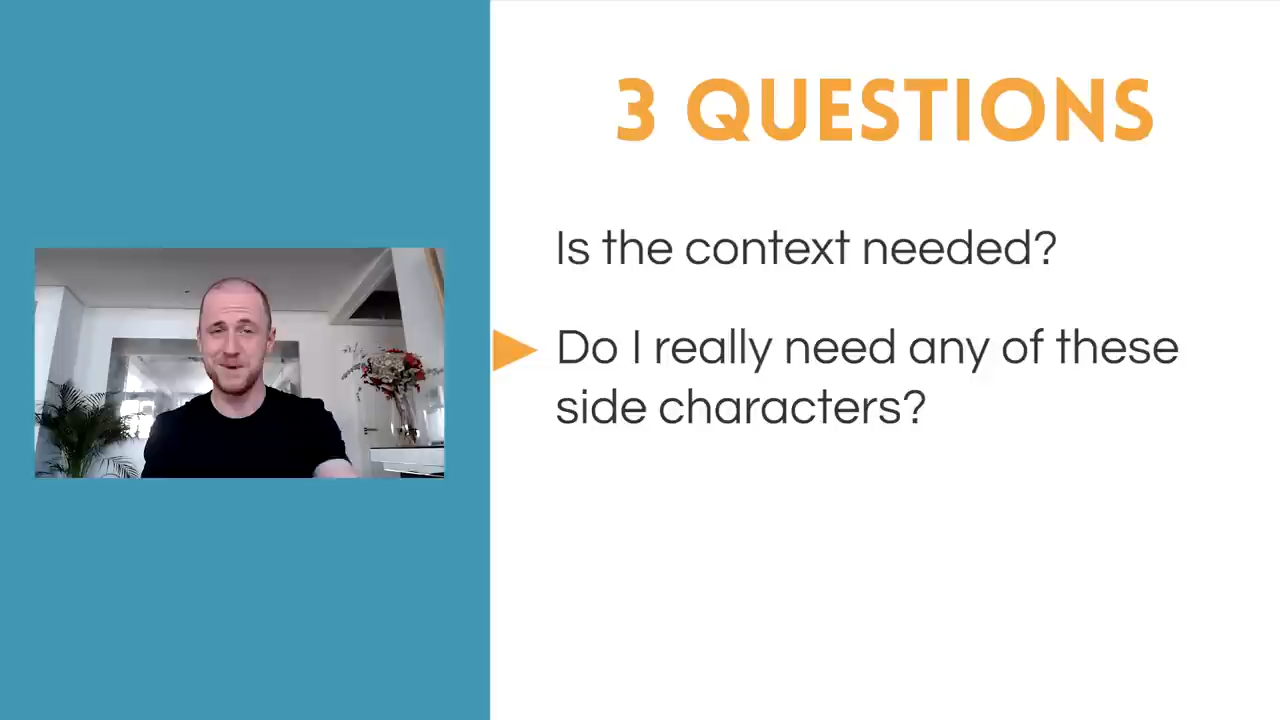 3 QUESTIONS
Is the context needed?
Do I really need any of these
side characters?